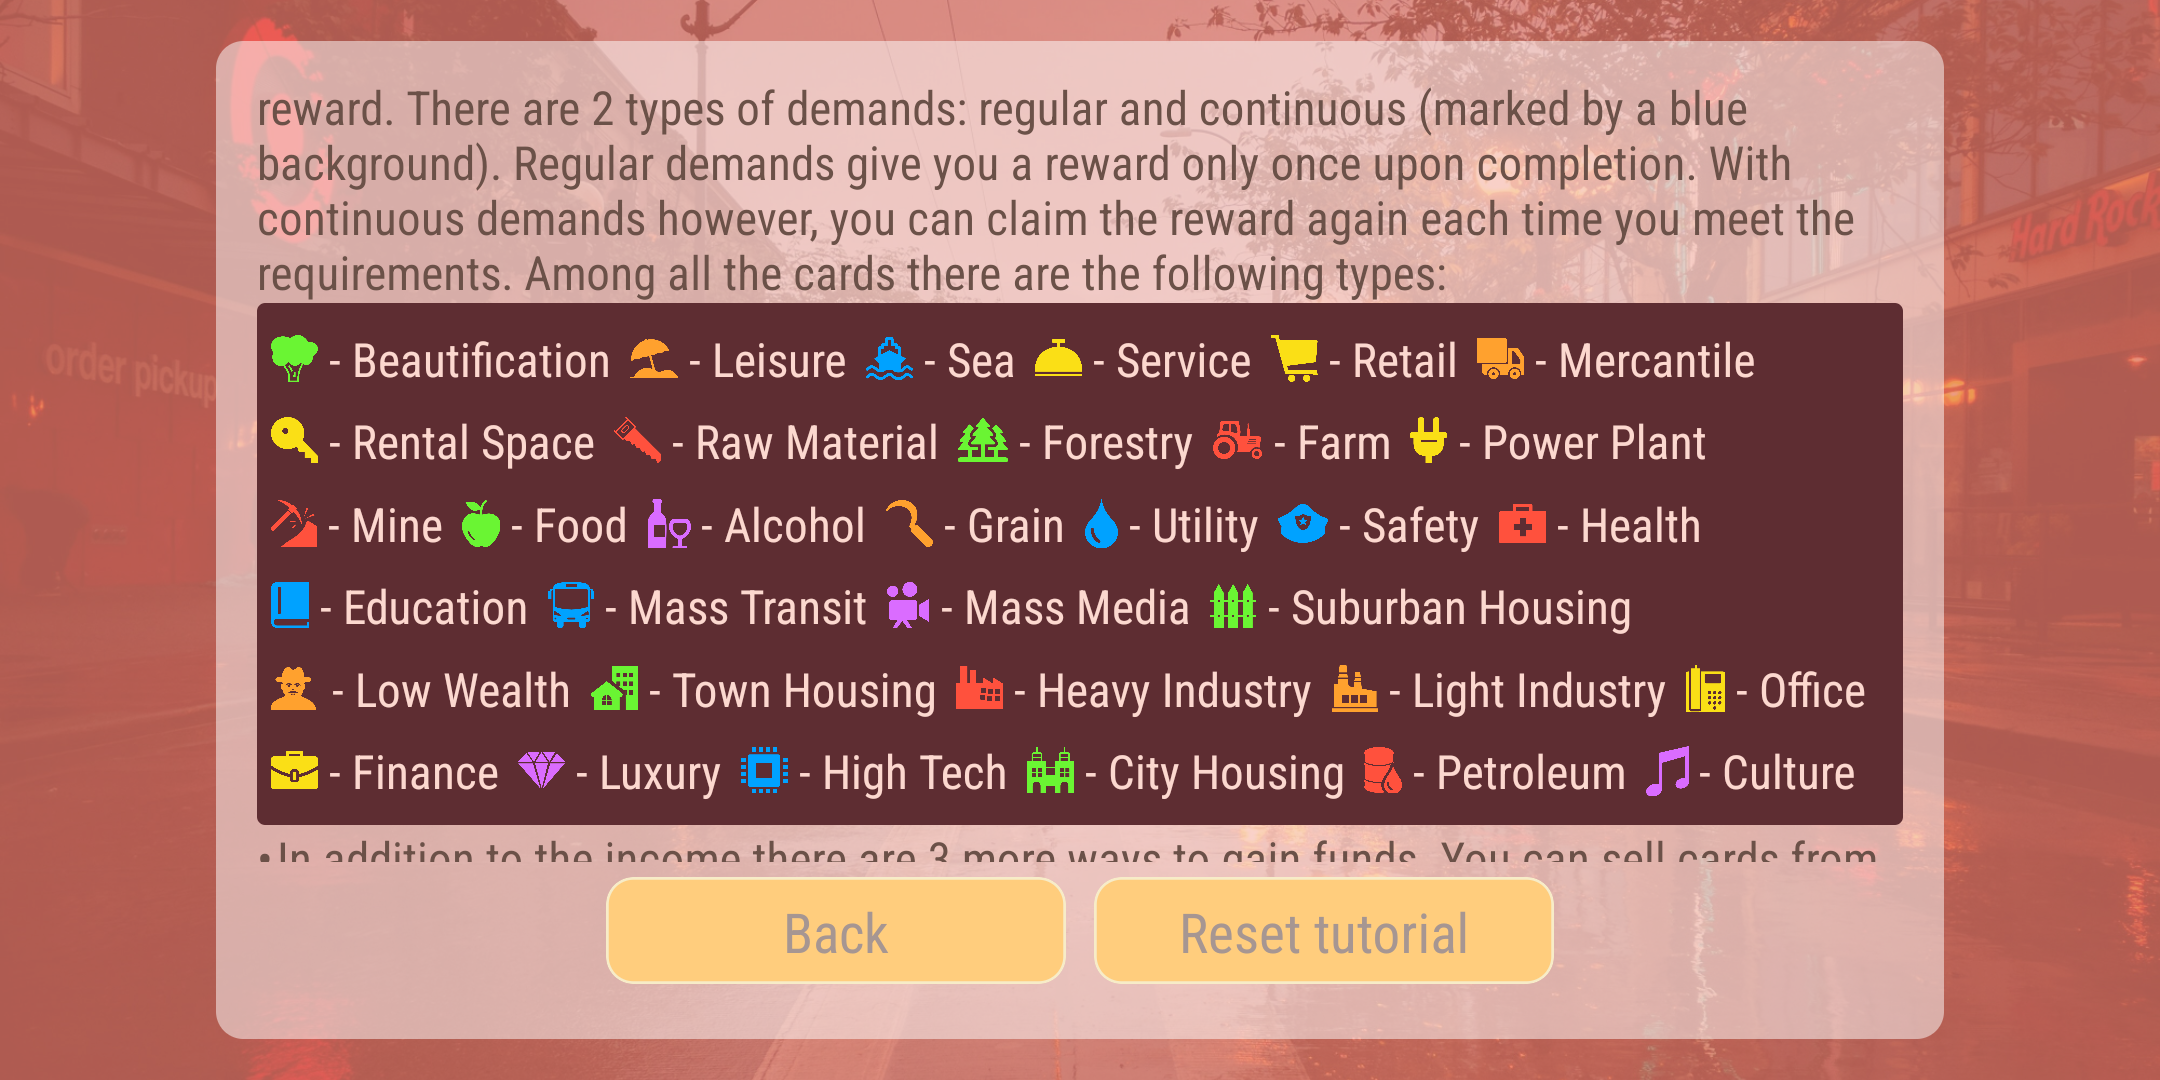 reward. There are 2 types of demands: regular and continuous (marked by a blue
background). Regular demands give you a reward only once upon completion. With
continuous demands however, you can claim the reward again each time you meet the
requirements. Among all the cards there are the following types:
- Beautification - Leisure - Sea - Service - Retail - Mercantile
- Rental Space - Raw Material - Forestry - Farm - Power Plant
- Mine - Food - Alcohol - Grain - Utility - Safety - Health
- Education - Mass Transit - Mass Media - Suburban Housing
- Low Wealth - Town Housing - Heavy Industry - Light Industry - Office
- Finance - Luxury - High Tech - City Housing - Petroleum - Culture
•In addition to the income there are 3 more ways to gain funds. You can sell cards from
Back
Reset tutorial
order pickup
Hard Rock